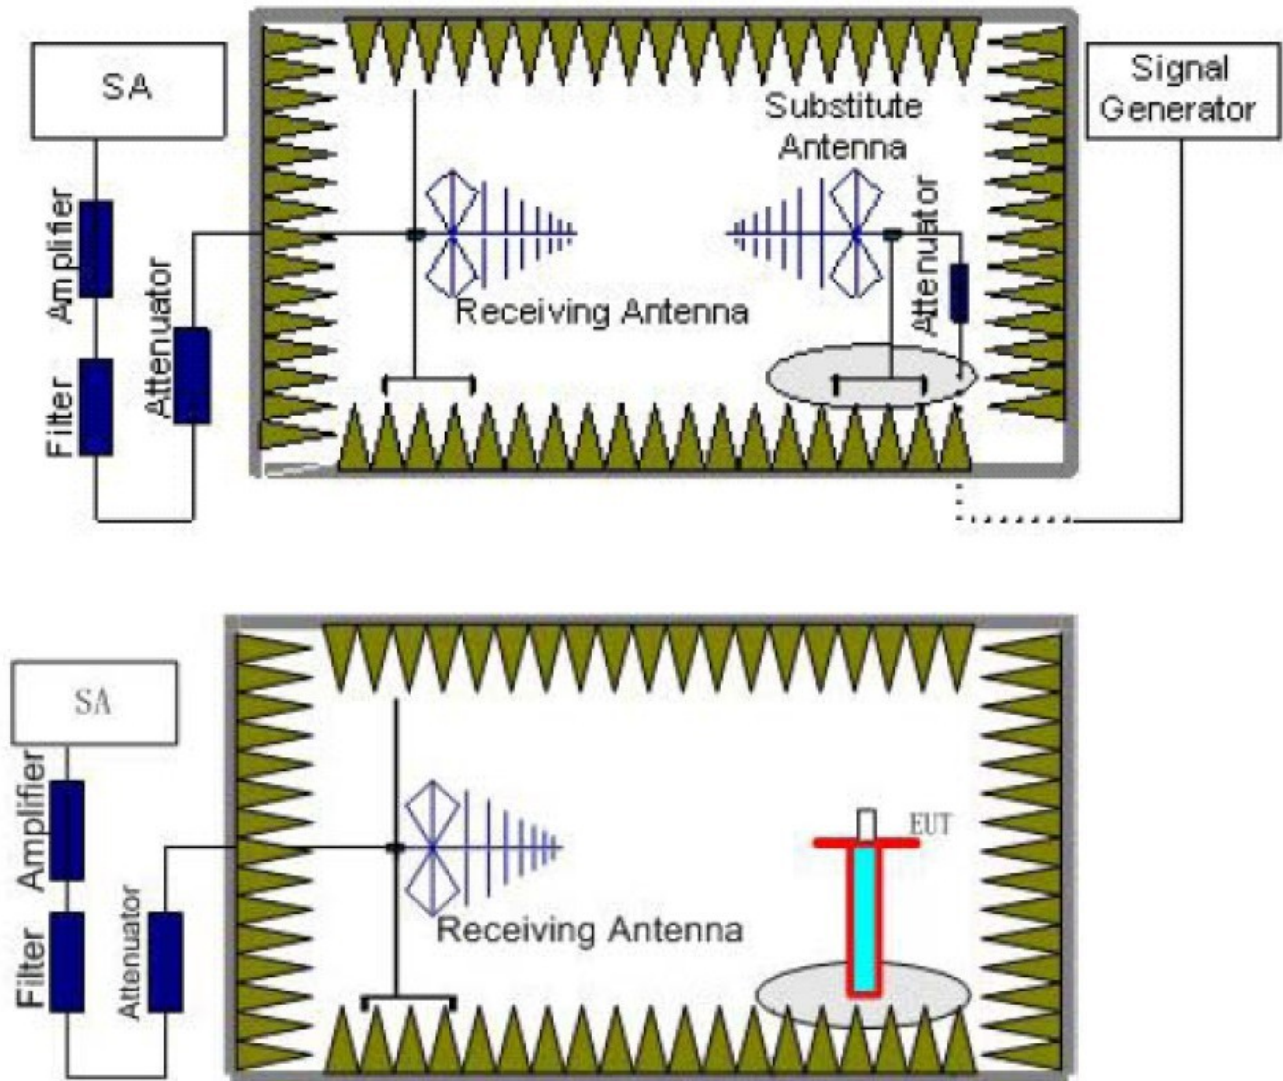 SA
Signal
Generator
Substitute
Antenna
Amplifier
Attenuator
Attenuator
Receiving Antenna
Filter
SA
Amplifier
EUT
Attenuator
Receiving Antenna
Filter